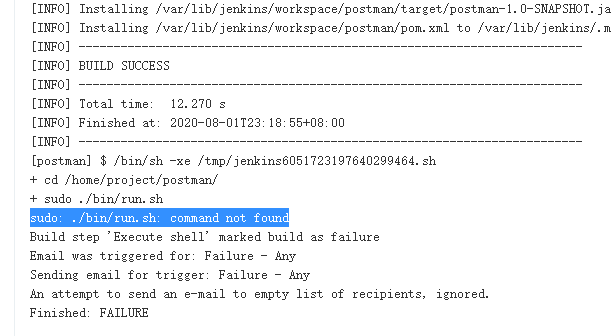 [INFO] Installing /var/lib/jenkins/workspace/postman/target/postman-1.0-SNAPSHOT.ja
[INFO] Installing /var/lib/jenkins/workspace/postman/pom.xml to /var/lib/jenkins/.m
[INFO] ------------------------------------------------------------------------
[INFO] BUILD SUCCESS
[INFO] ------------------------------------------------------------------------
[INFO] Total time:  12.270 s
[INFO] Finished at: 2020-08-01T23:18:55+08:00
[INFO] ------------------------------------------------------------------------
[postman] $ /bin/sh -xe /tmp/jenkins6051723197640299464.sh
+ cd /home/project/postman/
+ sudo ./bin/run.sh
sudo: ./bin/run.sh: command not found
Build step 'Execute shell' marked build as failure
Email was triggered for: Failure - Any
Sending email for trigger: Failure - Any
An attempt to send an e-mail to empty list of recipients, ignored.
Finished: FAILURE